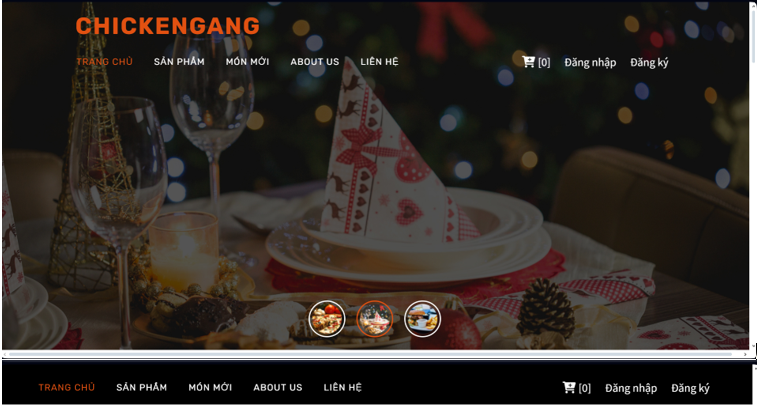 CHICKENGANG
TRANG CHỦ SẢN PHẨM MÓN MỚI ABOUT US LIÊN HỆ [0] Đăng nhập Đăng ký
TRANG CHỦ SẢN PHẨM MÓN MỚI ABOUT US LIÊN HỆ [0] Đăng nhập Đăng ký